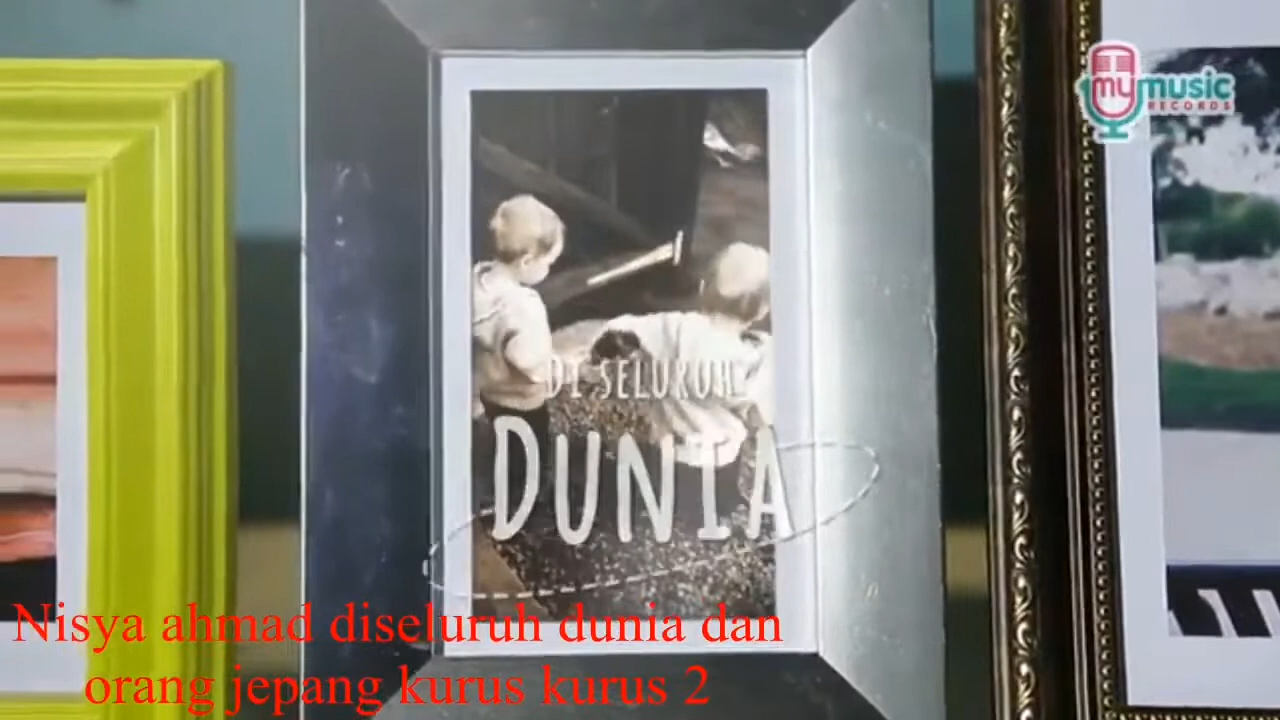 mymusic
RECORDS
DI SELURUH
DUNIA
Nisya ahmad diseluruh dunia dan
orang jepang kurus kurus 2